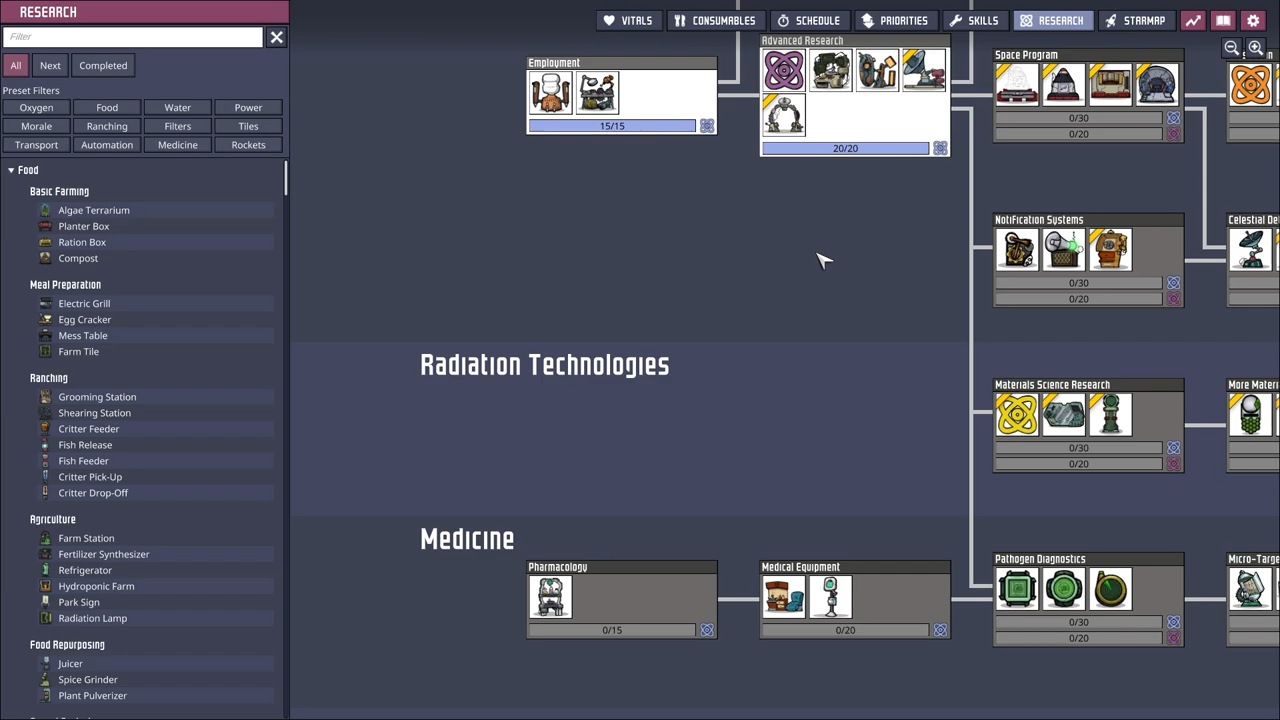 RESEARCH
VITALS
CONSUMABLES
SCHEDULE
PRIORITIES
SKILLS
RESEARCH
STARMAP
Filter
All
Next
Completed
Preset Filters
Oxygen
Food
Water
Power
Morale
Ranching
Filters
Tiles
Transport
Automation
Medicine
Rockets
Food
Basic Farming
Algae Terrarium
Planter Box
Ration Box
Compost
Meal Preparation
Electric Grill
Egg Cracker
Mess Table
Farm Tile
Ranching
Grooming Station
Shearing Station
Critter Feeder
Fish Release
Fish Feeder
Critter Pick-Up
Critter Drop-Off
Agriculture
Farm Station
Fertilizer Synthesizer
Refrigerator
Hydroponic Farm
Park Sign
Radiation Lamp
Food Repurposing
Juicer
Spice Grinder
Plant Pulverizer
Employment
15/15
Advanced Research
20/20
Space Program
0/30
0/20
Notification Systems
0/30
0/20
Celestial De
Radiation Technologies
Materials Science Research
0/30
0/20
More Mater
Medicine
Pharmacology
0/15
Medical Equipment
0/20
Pathogen Diagnostics
0/30
0/20
Micro-Targe